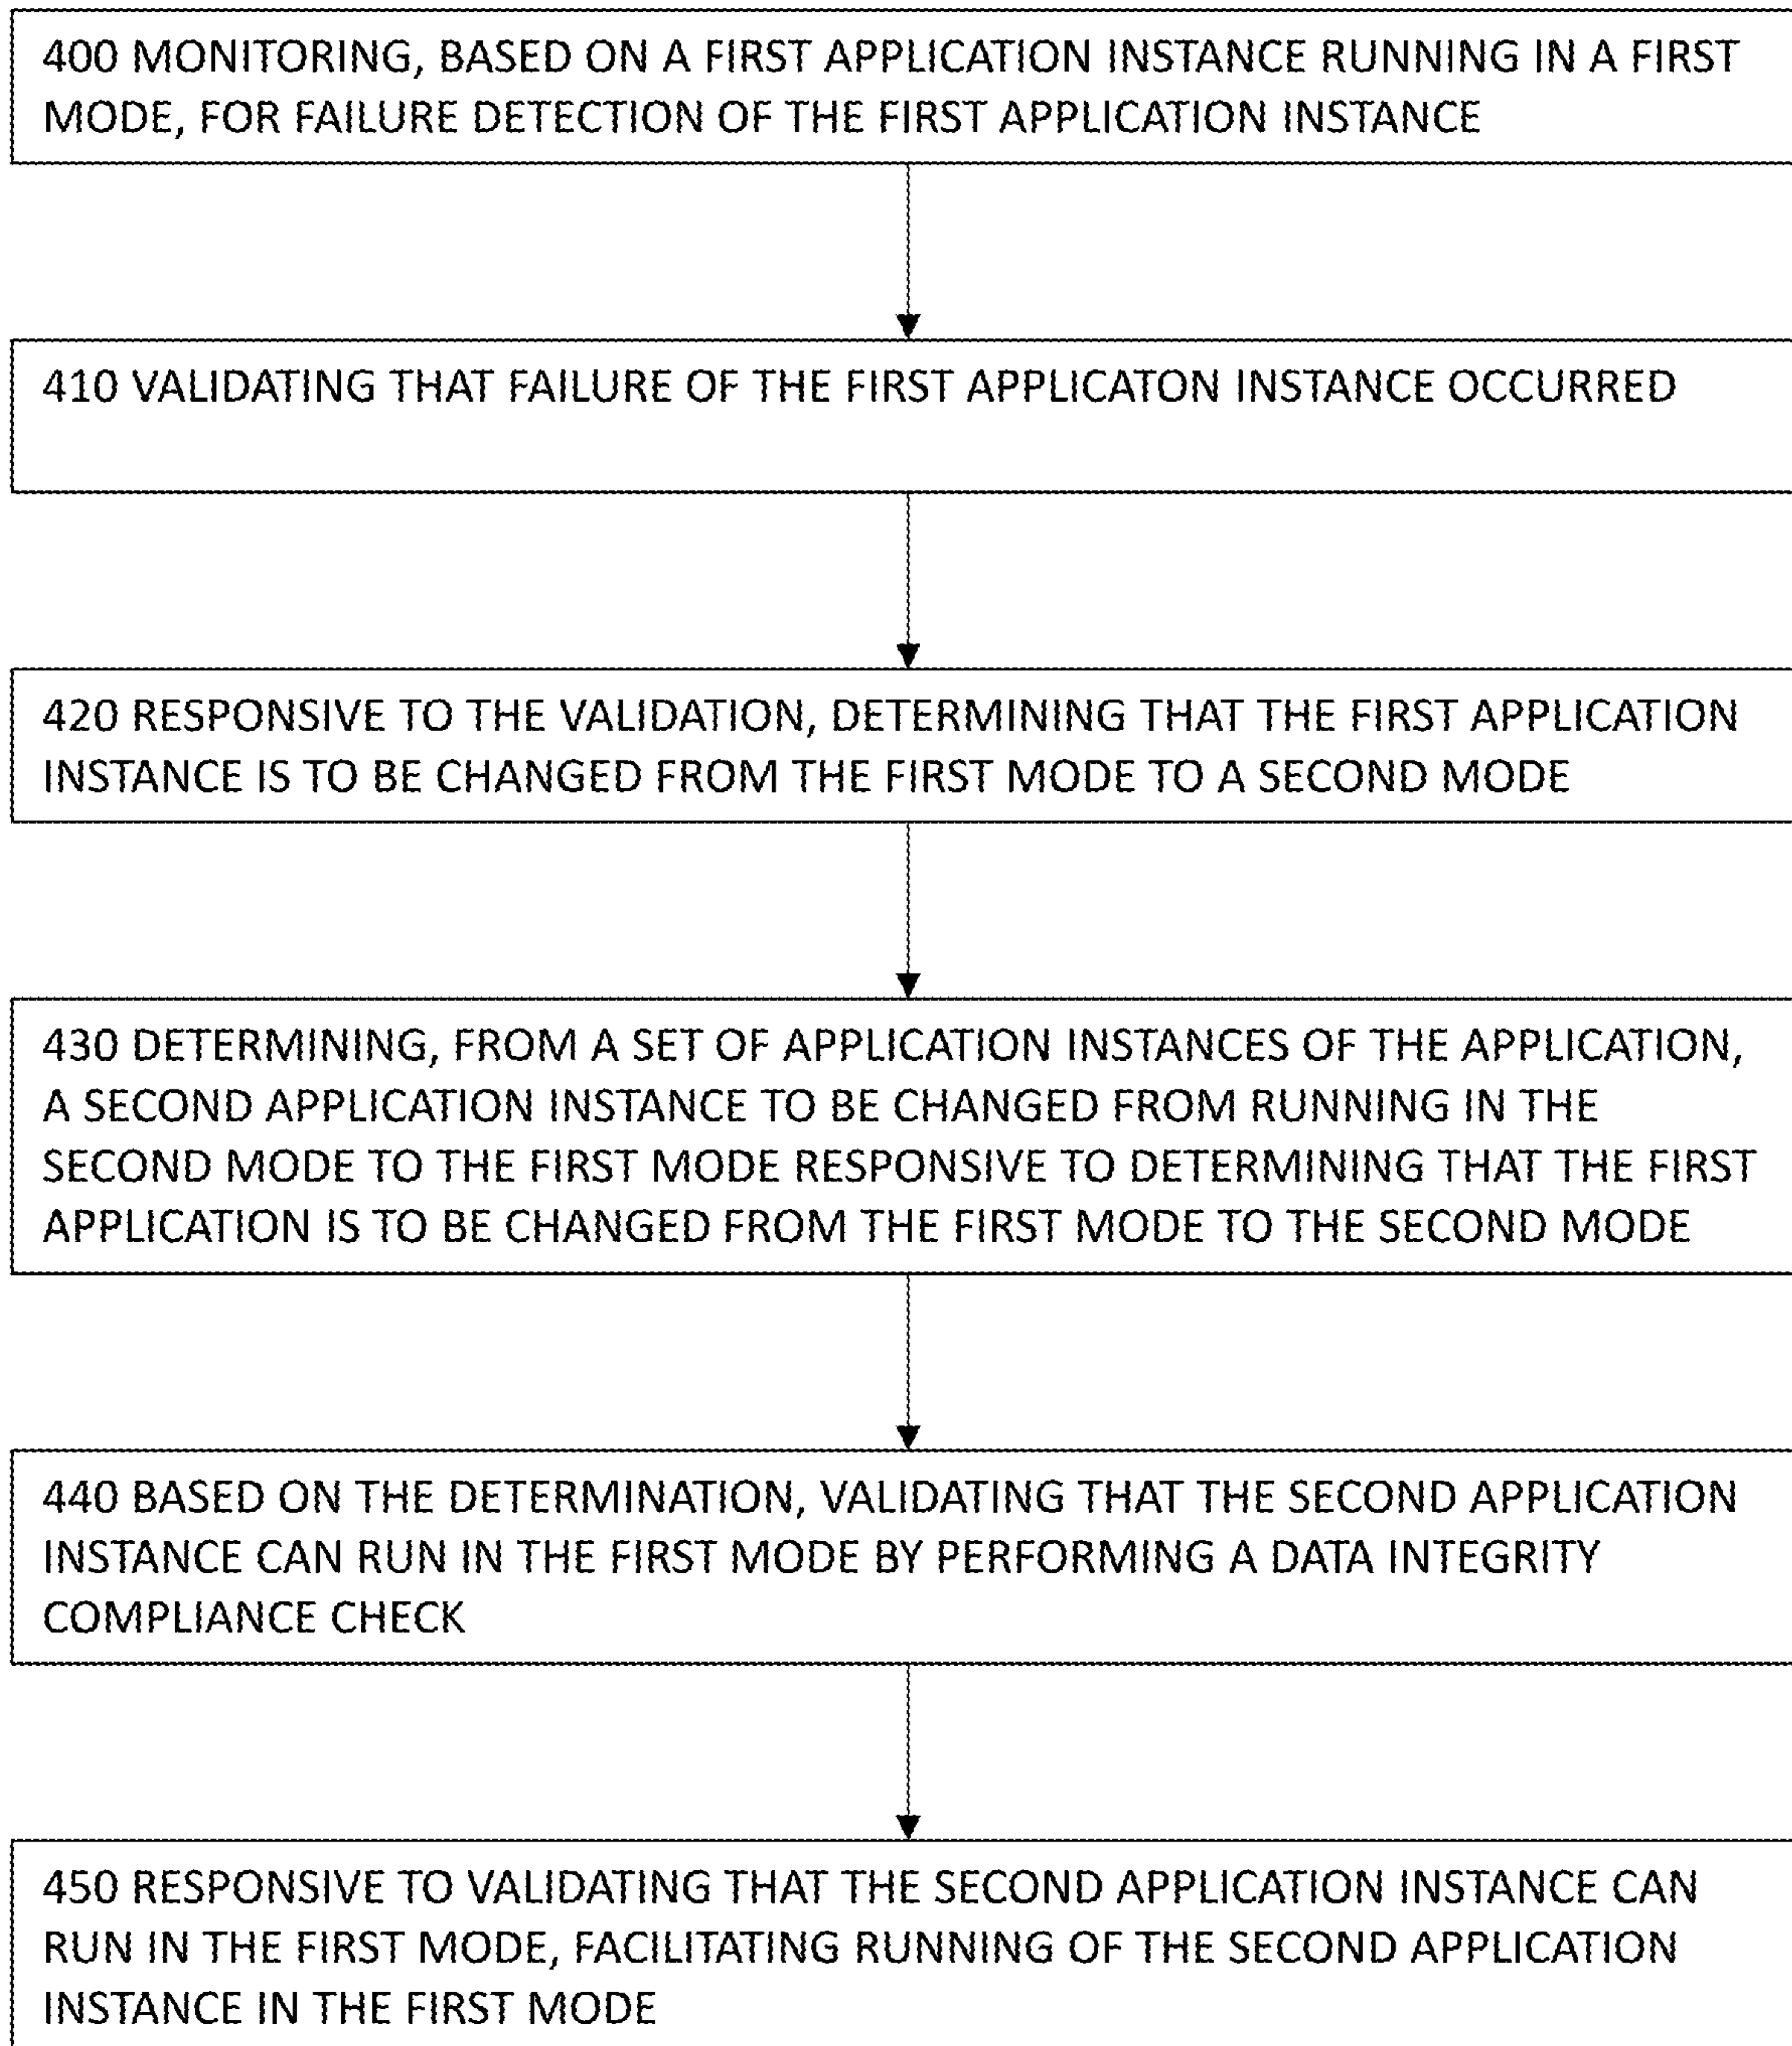 400 MONITORING, BASED ON A FIRST APPLICATION INSTANCE RUNNING IN A FIRST
MODE, FOR FAILURE DETECTION OF THE FIRST APPLICATION INSTANCE
410 VALIDATING THAT FAILURE OF THE FIRST APPLICATON INSTANCE OCCURRED
420 RESPONSIVE TO THE VALIDATION, DETERMINING THAT THE FIRST APPLICATION
INSTANCE IS TO BE CHANGED FROM THE FIRST MODE TO A SECOND MODE
430 DETERMINING, FROM A SET OF APPLICATION INSTANCES OF THE APPLICATION,
A SECOND APPLICATION INSTANCE TO BE CHANGED FROM RUNNING IN THE
SECOND MODE TO THE FIRST MODE RESPONSIVE TO DETERMINING THAT THE FIRST
APPLICATION IS TO BE CHANGED FROM THE FIRST MODE TO THE SECOND MODE
440 BASED ON THE DETERMINATION, VALIDATING THAT THE SECOND APPLICATION
INSTANCE CAN RUN IN THE FIRST MODE BY PERFORMING A DATA INTEGRITY
COMPLIANCE CHECK
450 RESPONSIVE TO VALIDATING THAT THE SECOND APPLICATION INSTANCE CAN
RUN IN THE FIRST MODE, FACILITATING RUNNING OF THE SECOND APPLICATION
INSTANCE IN THE FIRST MODE